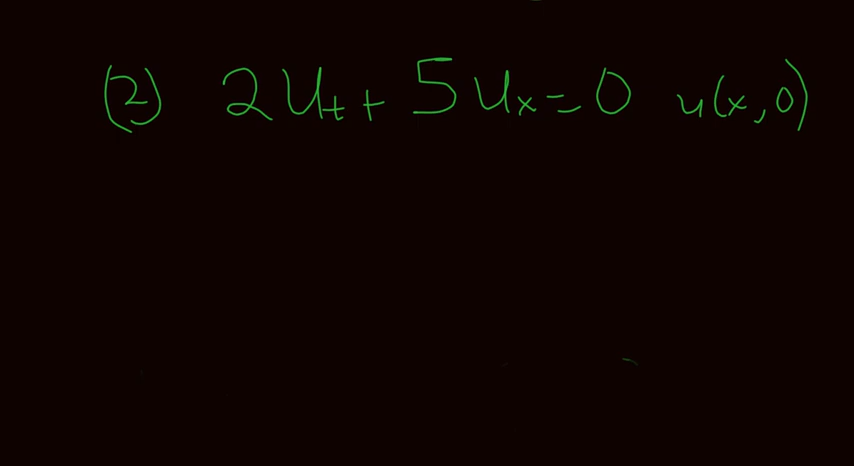 (2) 2Uₜ + 5Uₓ = 0 u(x, 0)